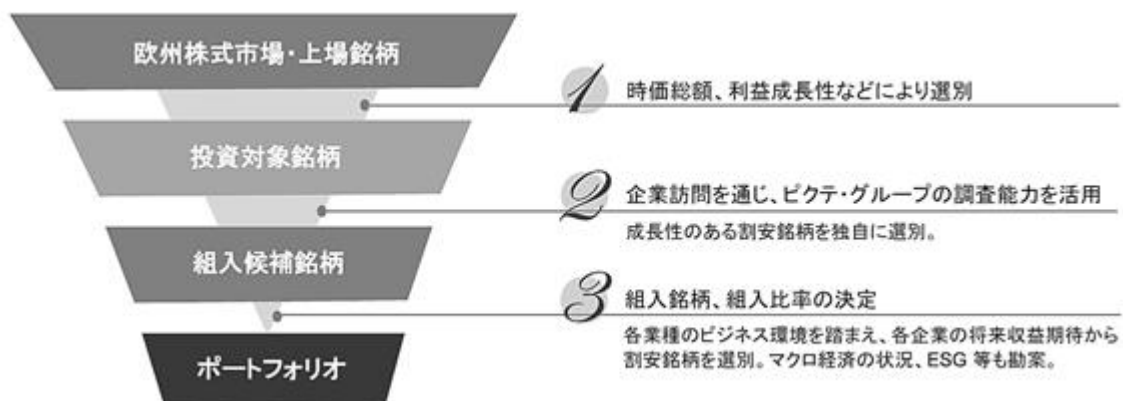 欧州株式市場・上場銘柄
1 時価総額、利益成長性などにより選別
投資対象銘柄
2 企業訪問を通じ、ピクテ・グループの調査能力を活用
成長性のある割安銘柄を独自に選別。
組入候補銘柄
3 組入銘柄、組入比率の決定
各業種のビジネス環境を踏まえ、各企業の将来収益期待から
割安銘柄を選別。マクロ経済の状況、ESG 等も勘案。
ポートフォリオ